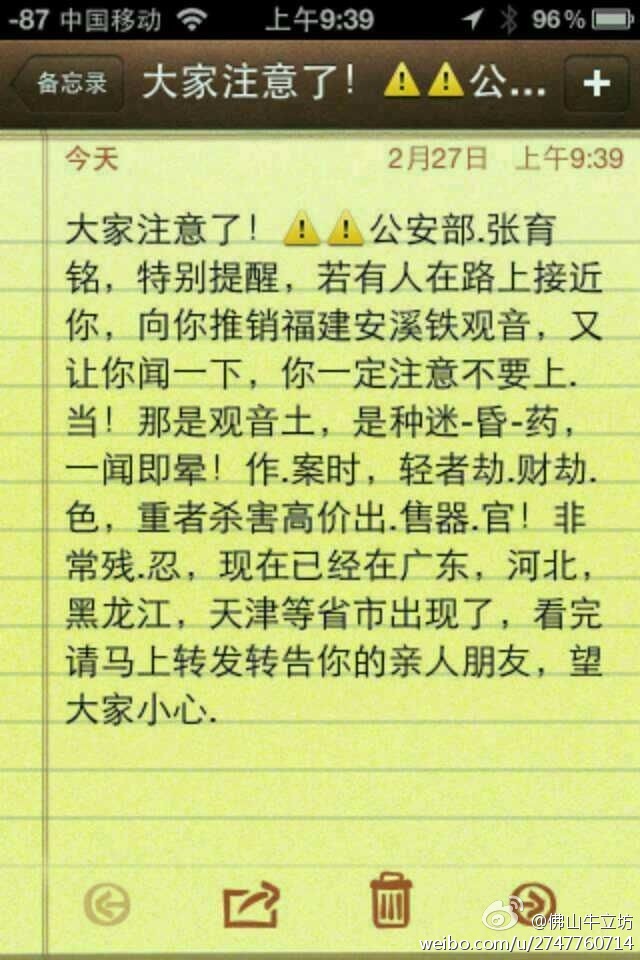 -87 中国移动 上午9:39 96%
备忘录 大家注意了！⚠️⚠️公... +
今天 2月27日 上午9:39
大家注意了！⚠️⚠️公安部.张育
铭，特别提醒，若有人在路上接近
你，向你推销福建安溪铁观音，又
让你闻一下，你一定注意不要上.
当！那是观音土，是种迷-昏-药，
一闻即晕！作.案时，轻者劫.财劫.
色，重者杀害高价出.售器.官！非
常残.忍，现在已经在广东，河北，
黑龙江，天津等省市出现了，看完
请马上转发转告你的亲人朋友，望
大家小心.
@佛山牛立坊
weibo.com/u/2747760714